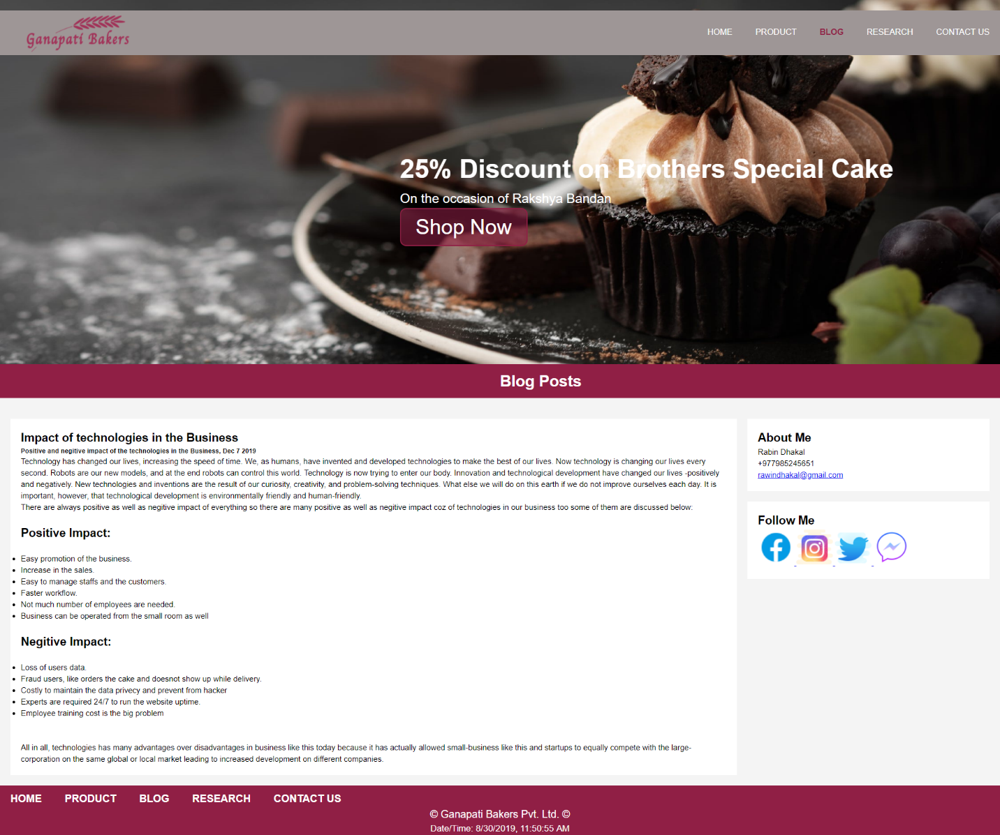 Ganapati Bakers
HOME PRODUCT BLOG RESEARCH CONTACT US
25% Discount on Brothers Special Cake
On the occasion of Rakshya Bandan
Shop Now
Blog Posts
Impact of technologies in the Business
Positive and negitive impact of the technologies in the Business, Dec 7 2019
Technology has changed our lives, increasing the speed of time. We, as humans, have invented and developed technologies to make the best of our lives. Now technology is changing our lives every
second. Robots are our new models, and at the end robots can control this world. Technology is now trying to enter our body. Innovation and technological development have changed our lives -positively
and negatively. New technologies and inventions are the result of our curiosity, creativity, and problem-solving techniques. What else we will do on this earth if we do not improve ourselves each day. It is
important, however, that technological development is environmentally friendly and human-friendly.
There are always positive as well as negitive impact of everything so there are many positive as well as negitive impact coz of technologies in our business too some of them are discussed below:
Positive Impact:
• Easy promotion of the business.
• Increase in the sales.
• Easy to manage staffs and the customers.
• Faster workflow.
• Not much number of employees are needed.
• Business can be operated from the small room as well
Negitive Impact:
• Loss of users data.
• Fraud users, like orders the cake and doesnot show up while delivery.
• Costly to maintain the data privecy and prevent from hacker
• Experts are required 24/7 to run the website uptime.
• Employee training cost is the big problem
All in all, technologies has many advantages over disadvantages in business like this today because it has actually allowed small-business like this and startups to equally compete with the large-
corporation on the same global or local market leading to increased development on different companies.
About Me
Rabin Dhakal
+977985245651
rawindhakal@gmail.com
Follow Me
HOME PRODUCT BLOG RESEARCH CONTACT US
© Ganapati Bakers Pvt. Ltd. ©
Date/Time: 8/30/2019, 11:50:55 AM